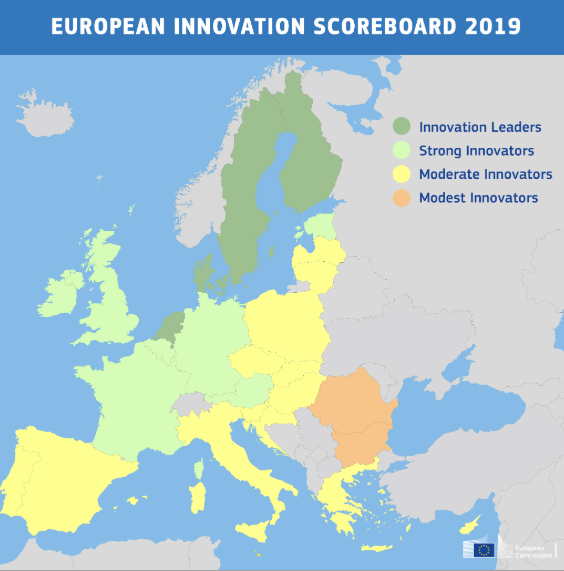 EUROPEAN INNOVATION SCOREBOARD 2019
Innovation Leaders
Strong Innovators
Moderate Innovators
Modest Innovators
European
Commission